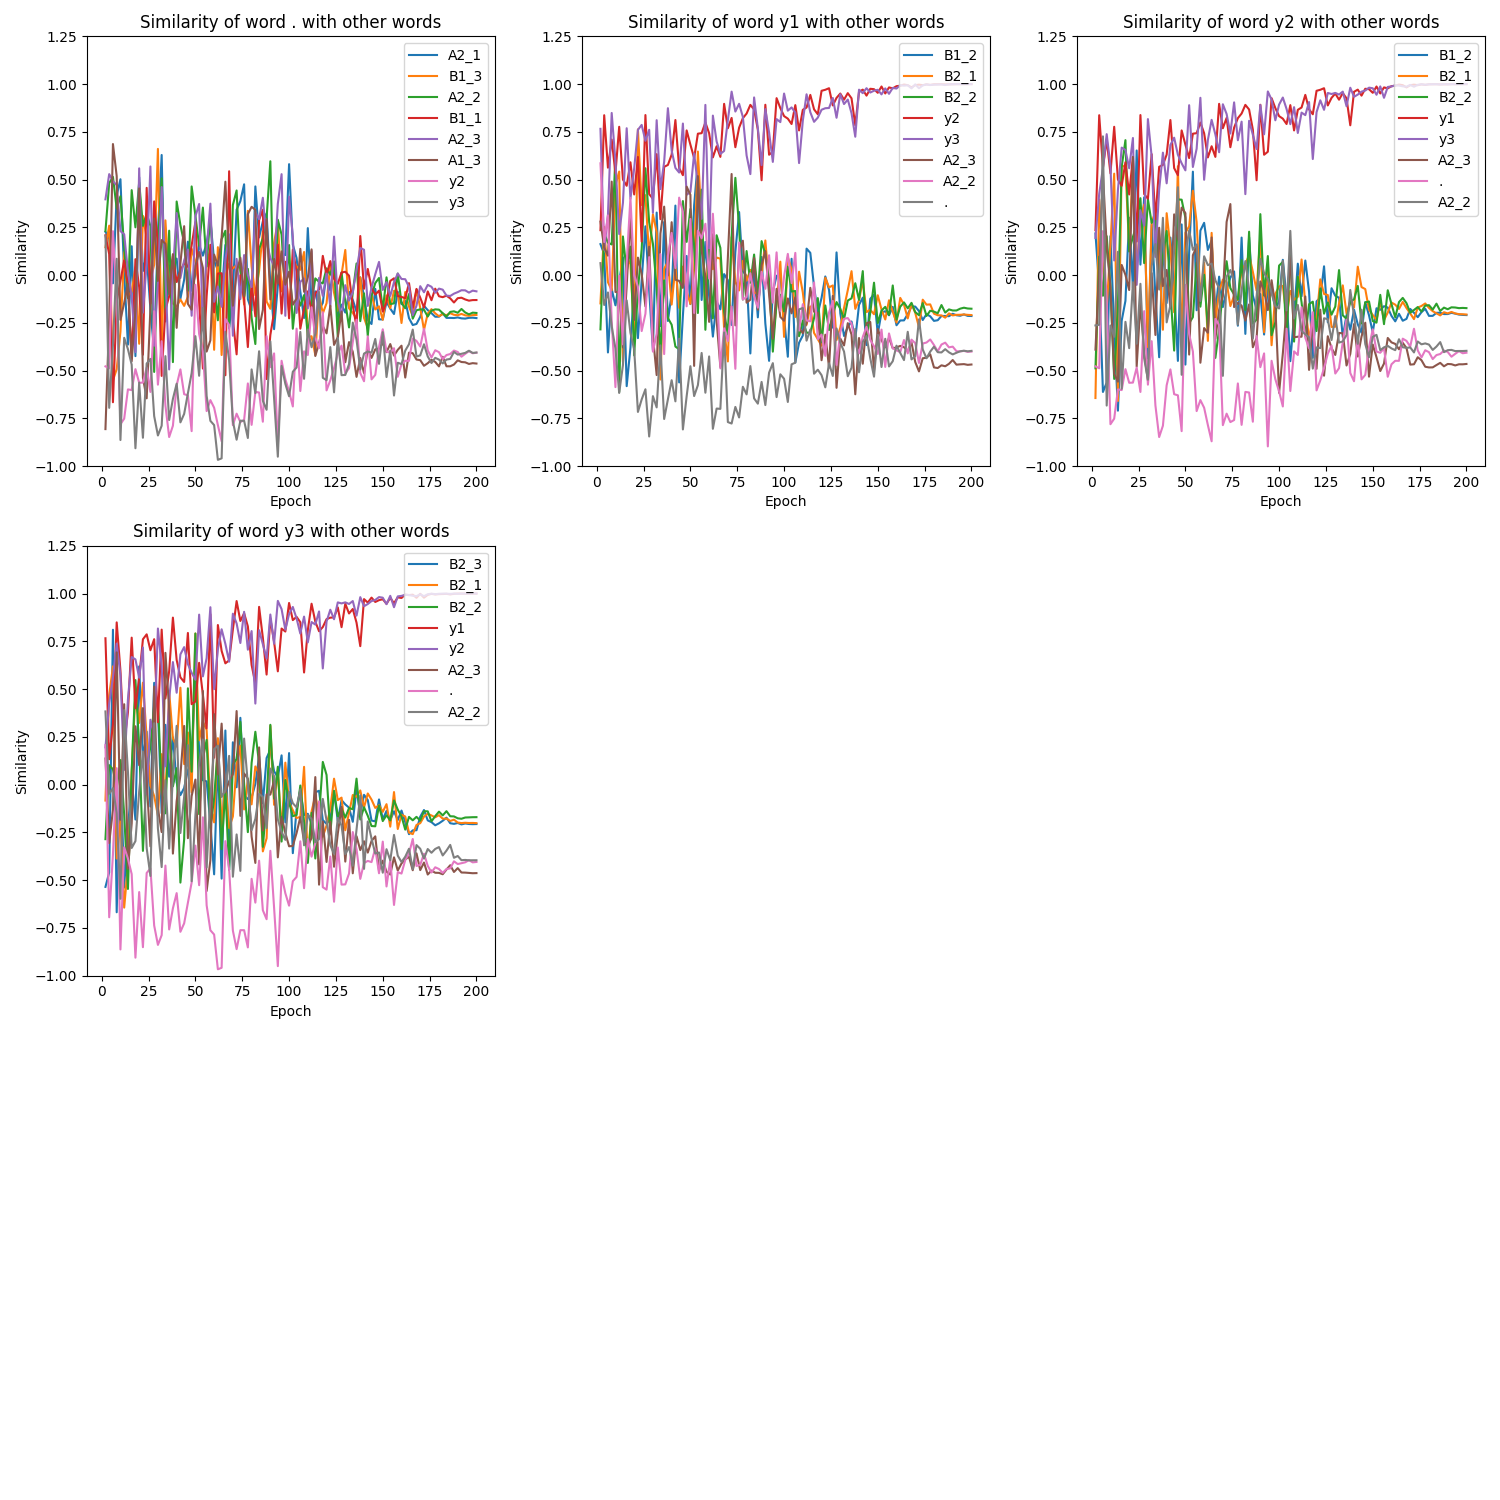 Similarity of word . with other words
Similarity
1.25
1.00
0.75
0.50
0.25
0.00
−0.25
−0.50
−0.75
−1.00
A2_1
B1_3
A2_2
B1_1
A2_3
A1_3
y2
y3
0 25 50 75 100 125 150 175 200
Epoch
Similarity of word y1 with other words
Similarity
1.25
1.00
0.75
0.50
0.25
0.00
−0.25
−0.50
−0.75
−1.00
B1_2
B2_1
B2_2
y2
y3
A2_3
A2_2
.
0 25 50 75 100 125 150 175 200
Epoch
Similarity of word y2 with other words
Similarity
1.25
1.00
0.75
0.50
0.25
0.00
−0.25
−0.50
−0.75
−1.00
B1_2
B2_1
B2_2
y1
y3
A2_3
.
A2_2
0 25 50 75 100 125 150 175 200
Epoch
Similarity of word y3 with other words
Similarity
1.25
1.00
0.75
0.50
0.25
0.00
−0.25
−0.50
−0.75
−1.00
B2_3
B2_1
B2_2
y1
y2
A2_3
.
A2_2
0 25 50 75 100 125 150 175 200
Epoch